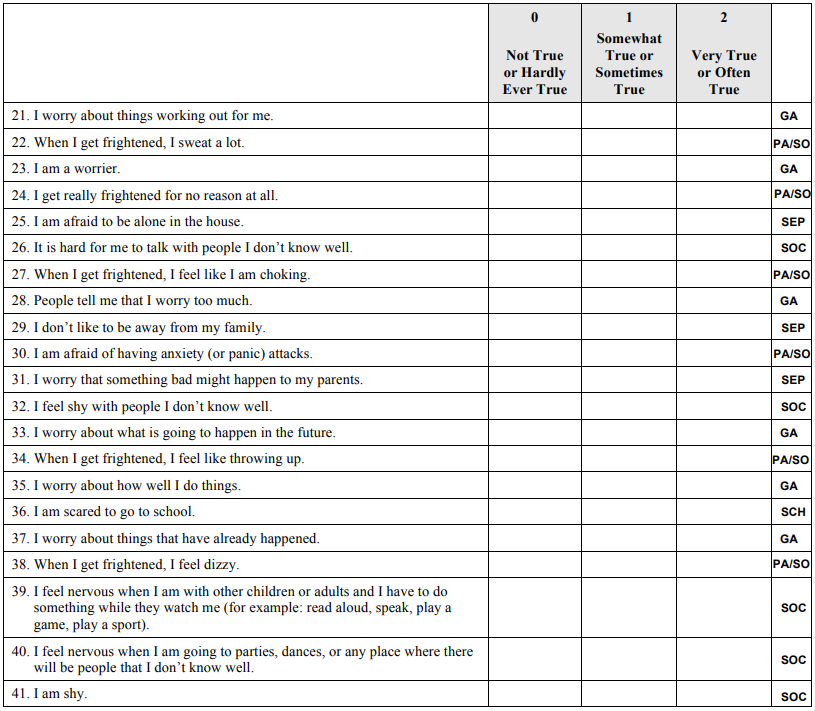 0
Not True
or Hardly
Ever True
1
Somewhat
True or
Sometimes
True
2
Very True
or Often
True
21. I worry about things working out for me. GA
22. When I get frightened, I sweat a lot. PA/SO
23. I am a worrier. GA
24. I get really frightened for no reason at all. PA/SO
25. I am afraid to be alone in the house. SEP
26. It is hard for me to talk with people I don’t know well. SOC
27. When I get frightened, I feel like I am choking. PA/SO
28. People tell me that I worry too much. GA
29. I don’t like to be away from my family. SEP
30. I am afraid of having anxiety (or panic) attacks. PA/SO
31. I worry that something bad might happen to my parents. SEP
32. I feel shy with people I don’t know well. SOC
33. I worry about what is going to happen in the future. GA
34. When I get frightened, I feel like throwing up. PA/SO
35. I worry about how well I do things. GA
36. I am scared to go to school. SCH
37. I worry about things that have already happened. GA
38. When I get frightened, I feel dizzy. PA/SO
39. I feel nervous when I am with other children or adults and I have to do
something while they watch me (for example: read aloud, speak, play a
game, play a sport). SOC
40. I feel nervous when I am going to parties, dances, or any place where there
will be people that I don’t know well. SOC
41. I am shy. SOC